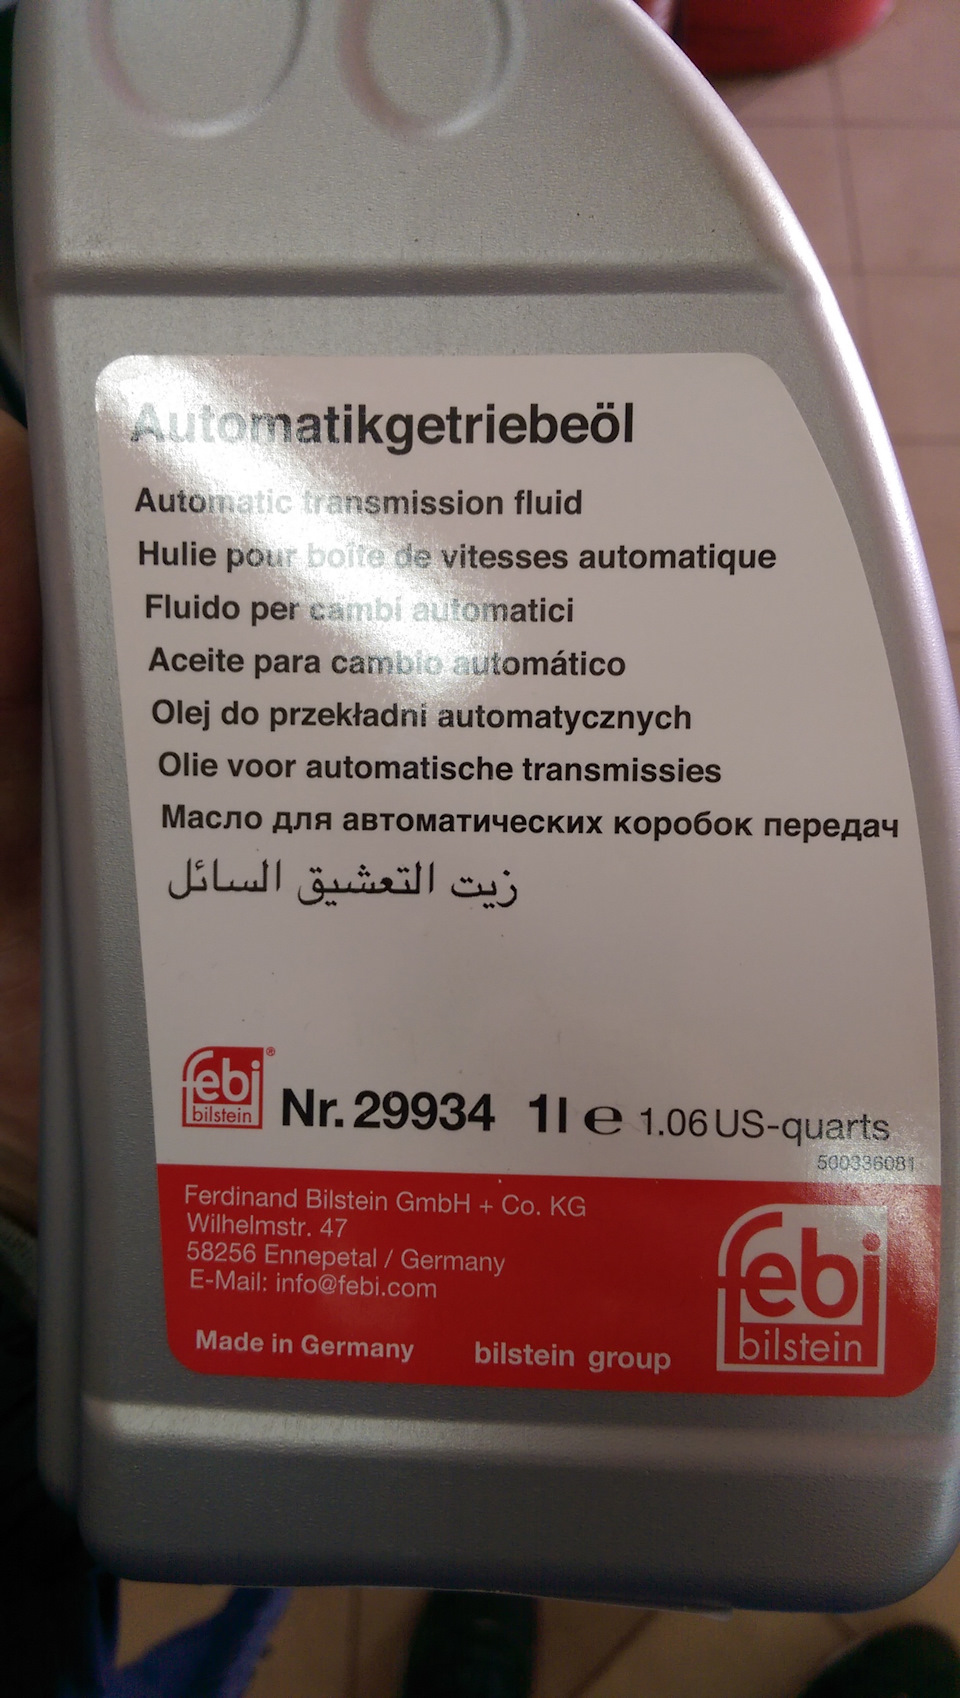 Automatikgetriebeöl
Automatic transmission fluid
Hulie pour boîte de vitesses automatique
Fluido per cambi automatici
Aceite para cambio automático
Olej do przekładni automatycznych
Olie voor automatische transmissies
Масло для автоматических коробок передач
زيت التعشيق السائل
febi®
bilstein
Nr. 29934 1l e 1.06 US-quarts
500336081
Ferdinand Bilstein GmbH + Co. KG
Wilhelmstr. 47
58256 Ennepetal / Germany
E-Mail: info@febi.com
Made in Germany bilstein group
febi
bilstein